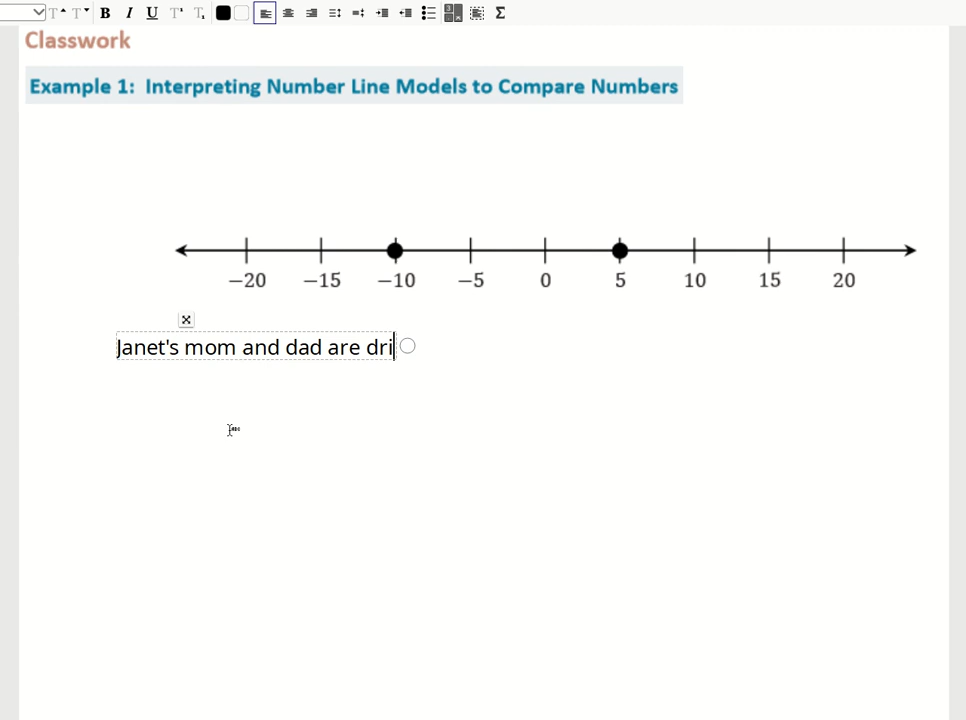 B I U T T Σ
Classwork
Example 1: Interpreting Number Line Models to Compare Numbers
−20 −15 −10 −5 0 5 10 15 20
Janet's mom and dad are dri